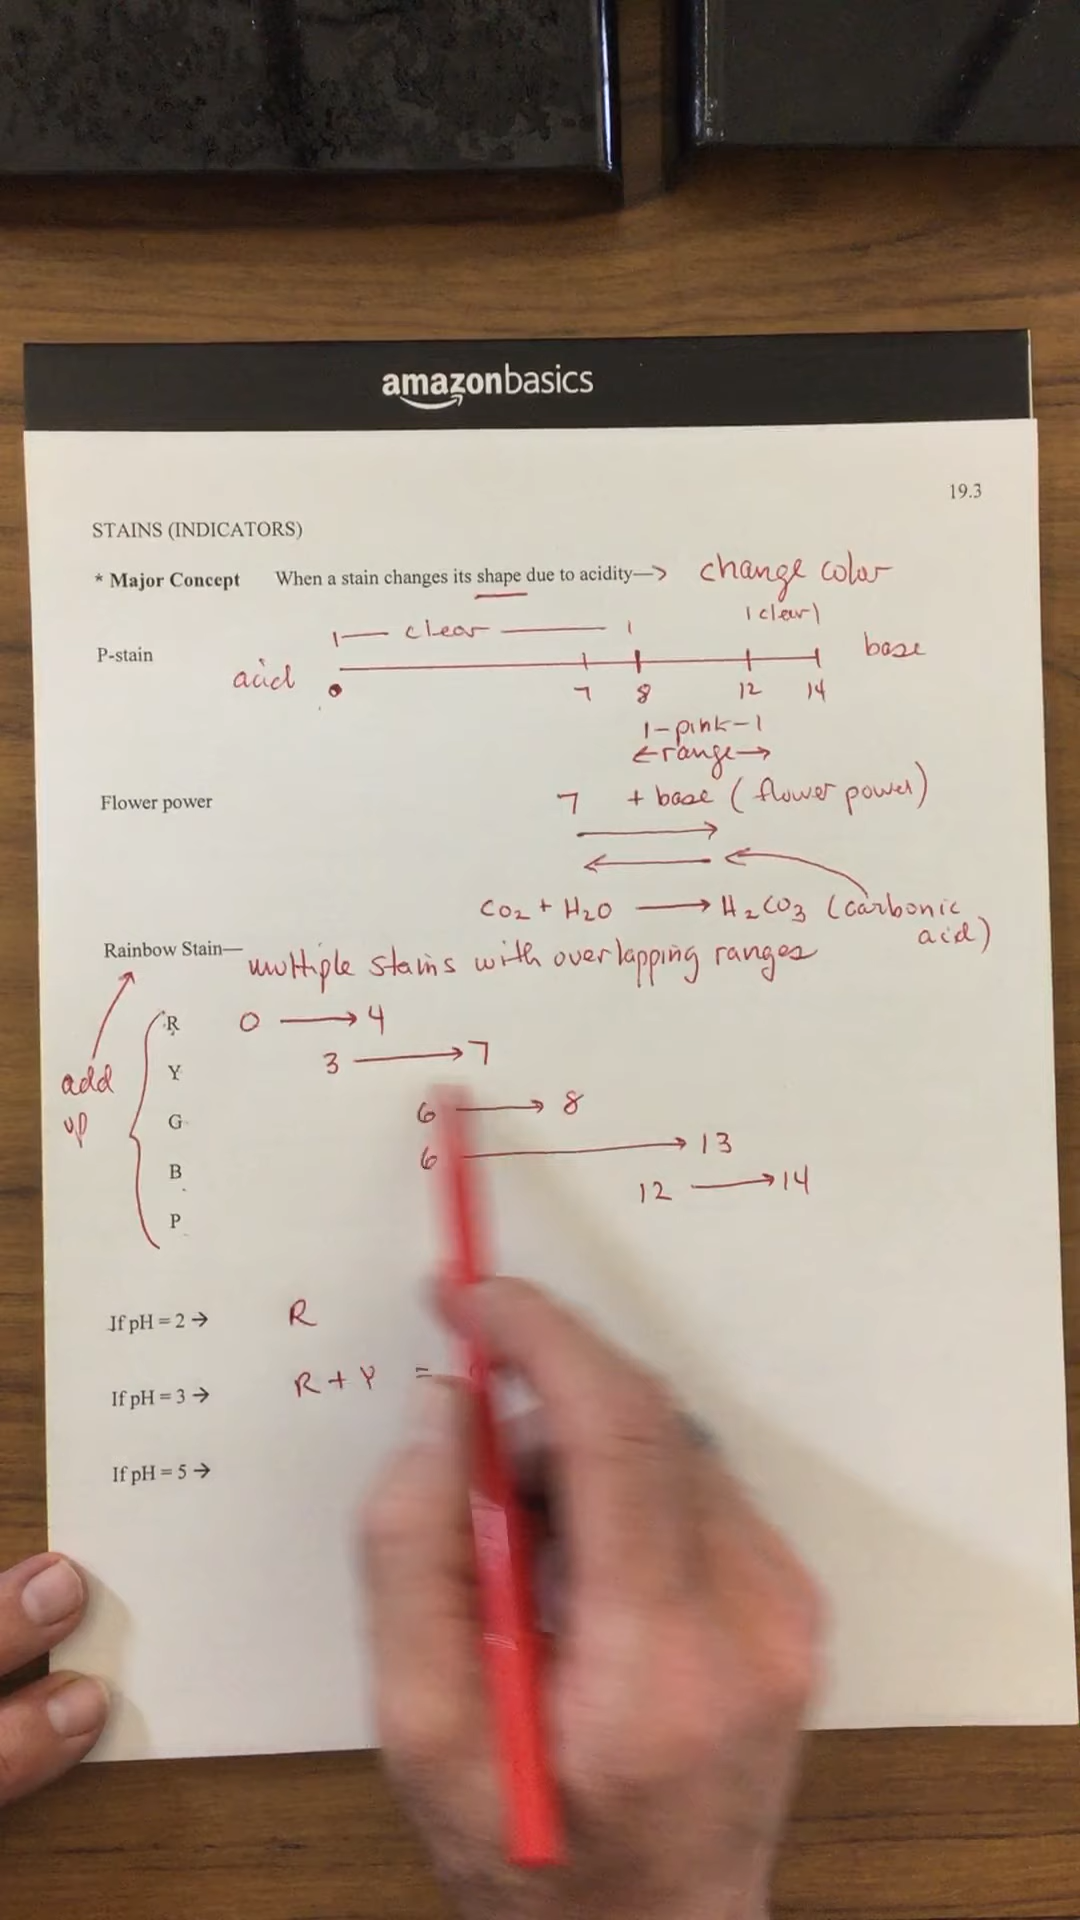 amazonbasics
19.3
STAINS (INDICATORS)
* Major Concept When a stain changes its shape due to acidity—> change color
(clear)
clear
P-stain acid base
7 8 12 14
pink
range
Flower power 7 + base (flower power)
CO2 + H2O → H2CO3 (carbonic
acid)
Rainbow Stain— multiple stains with overlapping ranges
R 0 → 4
Y 3 → 7
add
up
G 6 → 8
B 6 → 13
P 12 → 14
If pH = 2 → R
If pH = 3 → R + Y =
If pH = 5 →